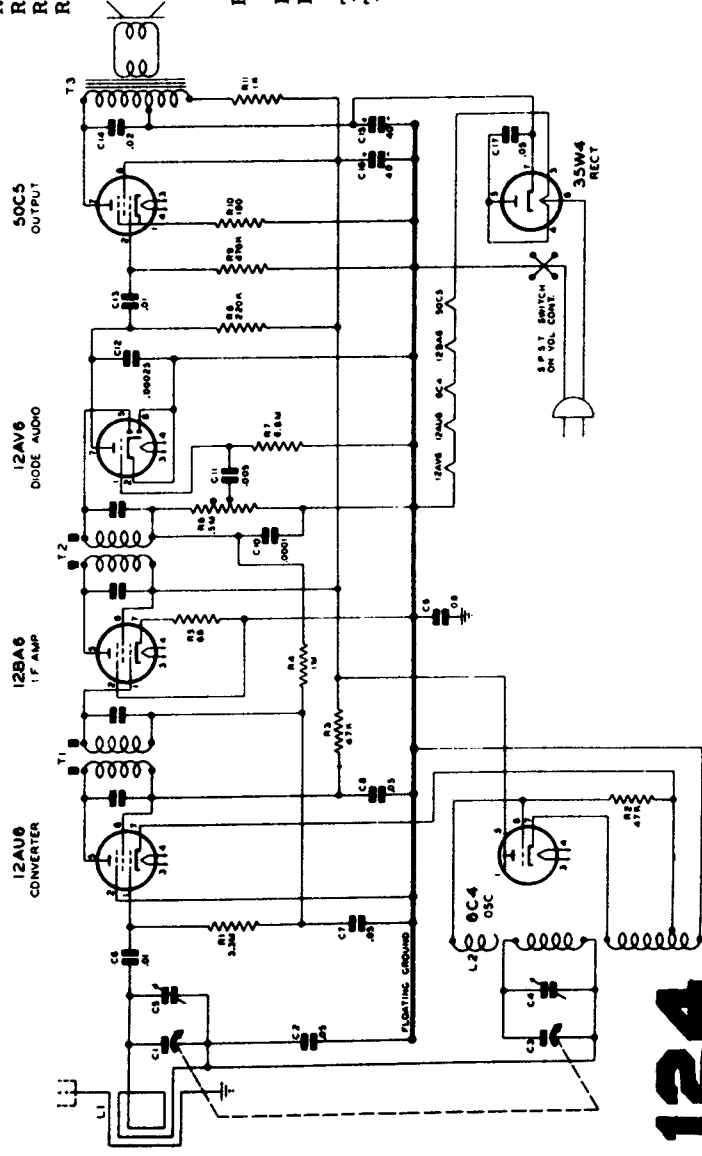 12AU6
CONVERTER
12BA6
I F AMP
12AV6
DIODE AUDIO
50C5
OUTPUT
T1
T2
T3
L1
C1
C5
C6
.01
R1
3.3M
C2
.05
C7
.05
C8
.05
R3
47K
R4
1M
R5
68
C9
C10
.0001
R6
.5M
C11
.005
R7
6.8M
C12
.00025
R8
220K
C13
.01
R9
470K
R10
180
C14
.02
R11
1K
C16
40
C15
40
FLOATING GROUND
12AV6 12AU6 6C4 12BA6 50C5
C17
.05
35W4
RECT
S.P.S.T. SWITCH
ON VOL CONT.
L2
6C4
OSC
R2
47K
C3
C4
124